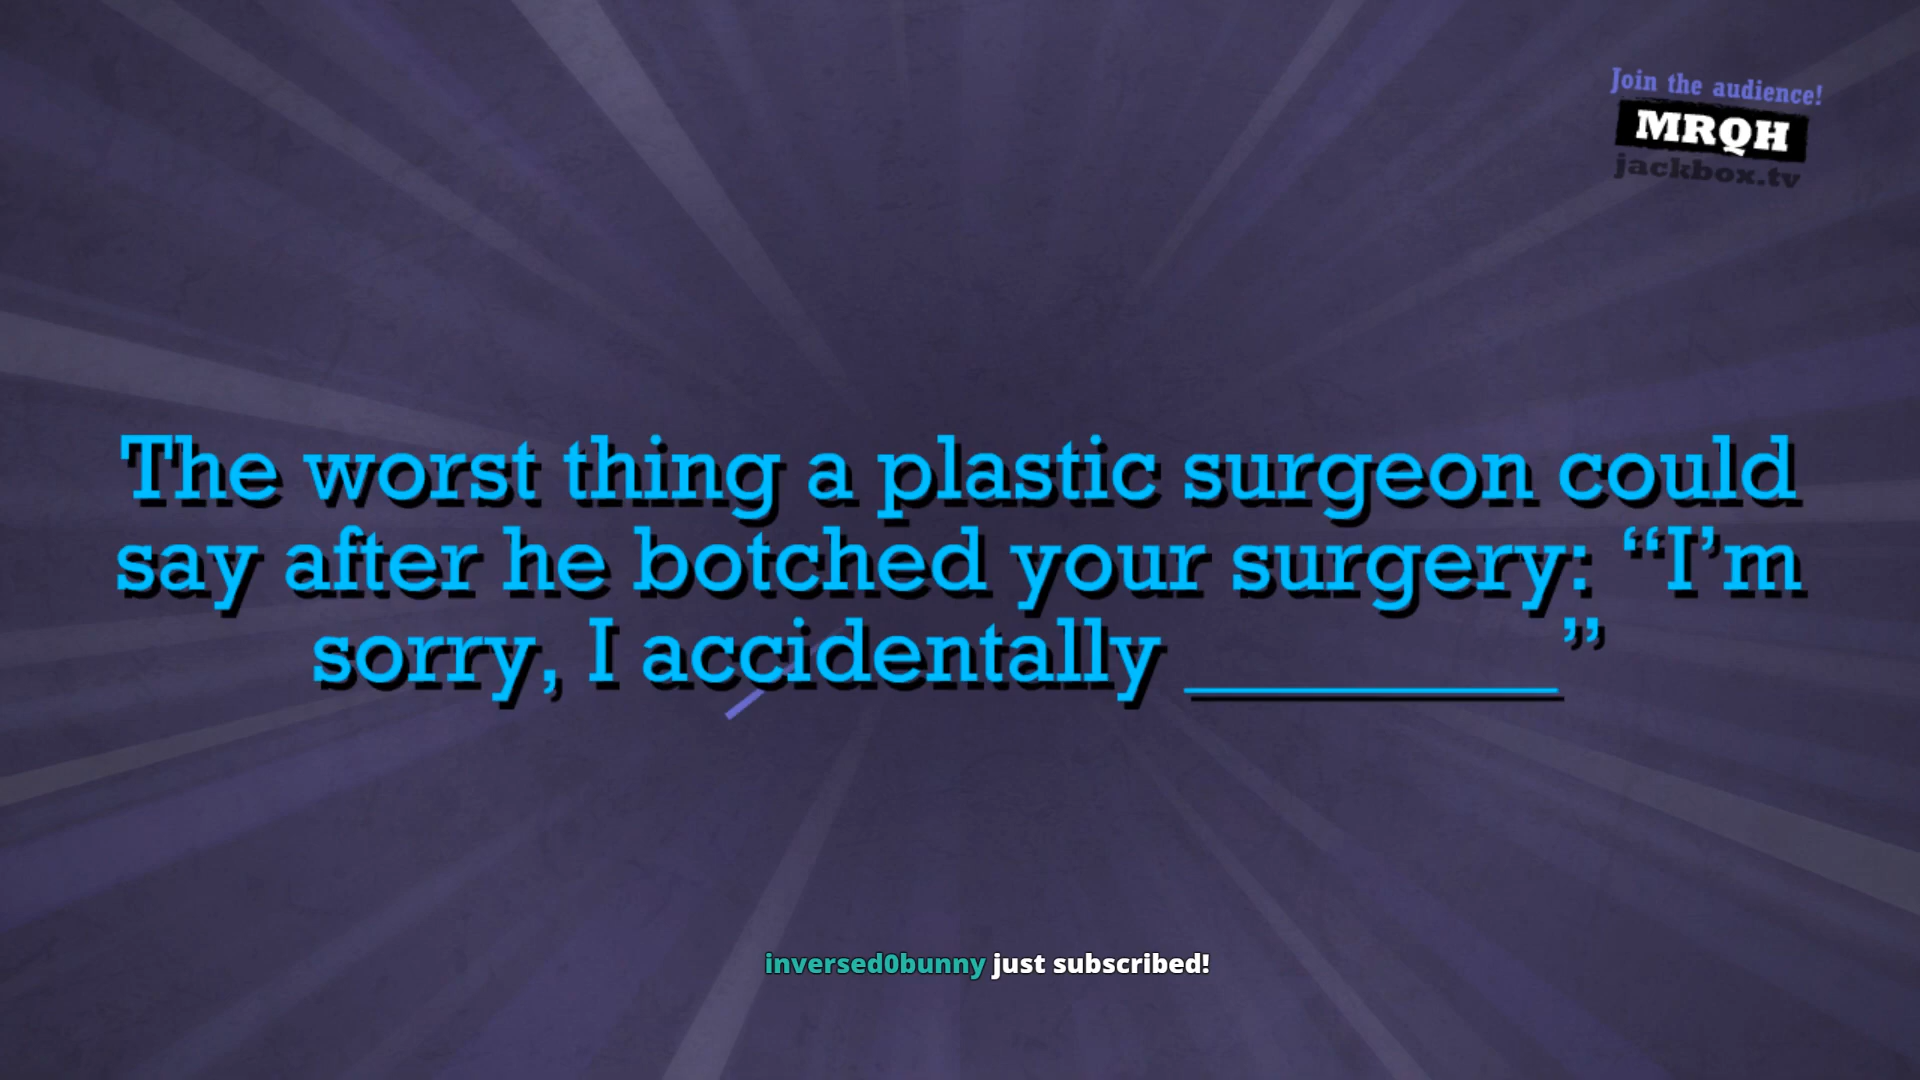 Join the audience!
MRQH
jackbox.tv
The worst thing a plastic surgeon could
say after he botched your surgery: “I’m
sorry, I accidentally ________”
inversed0bunny just subscribed!